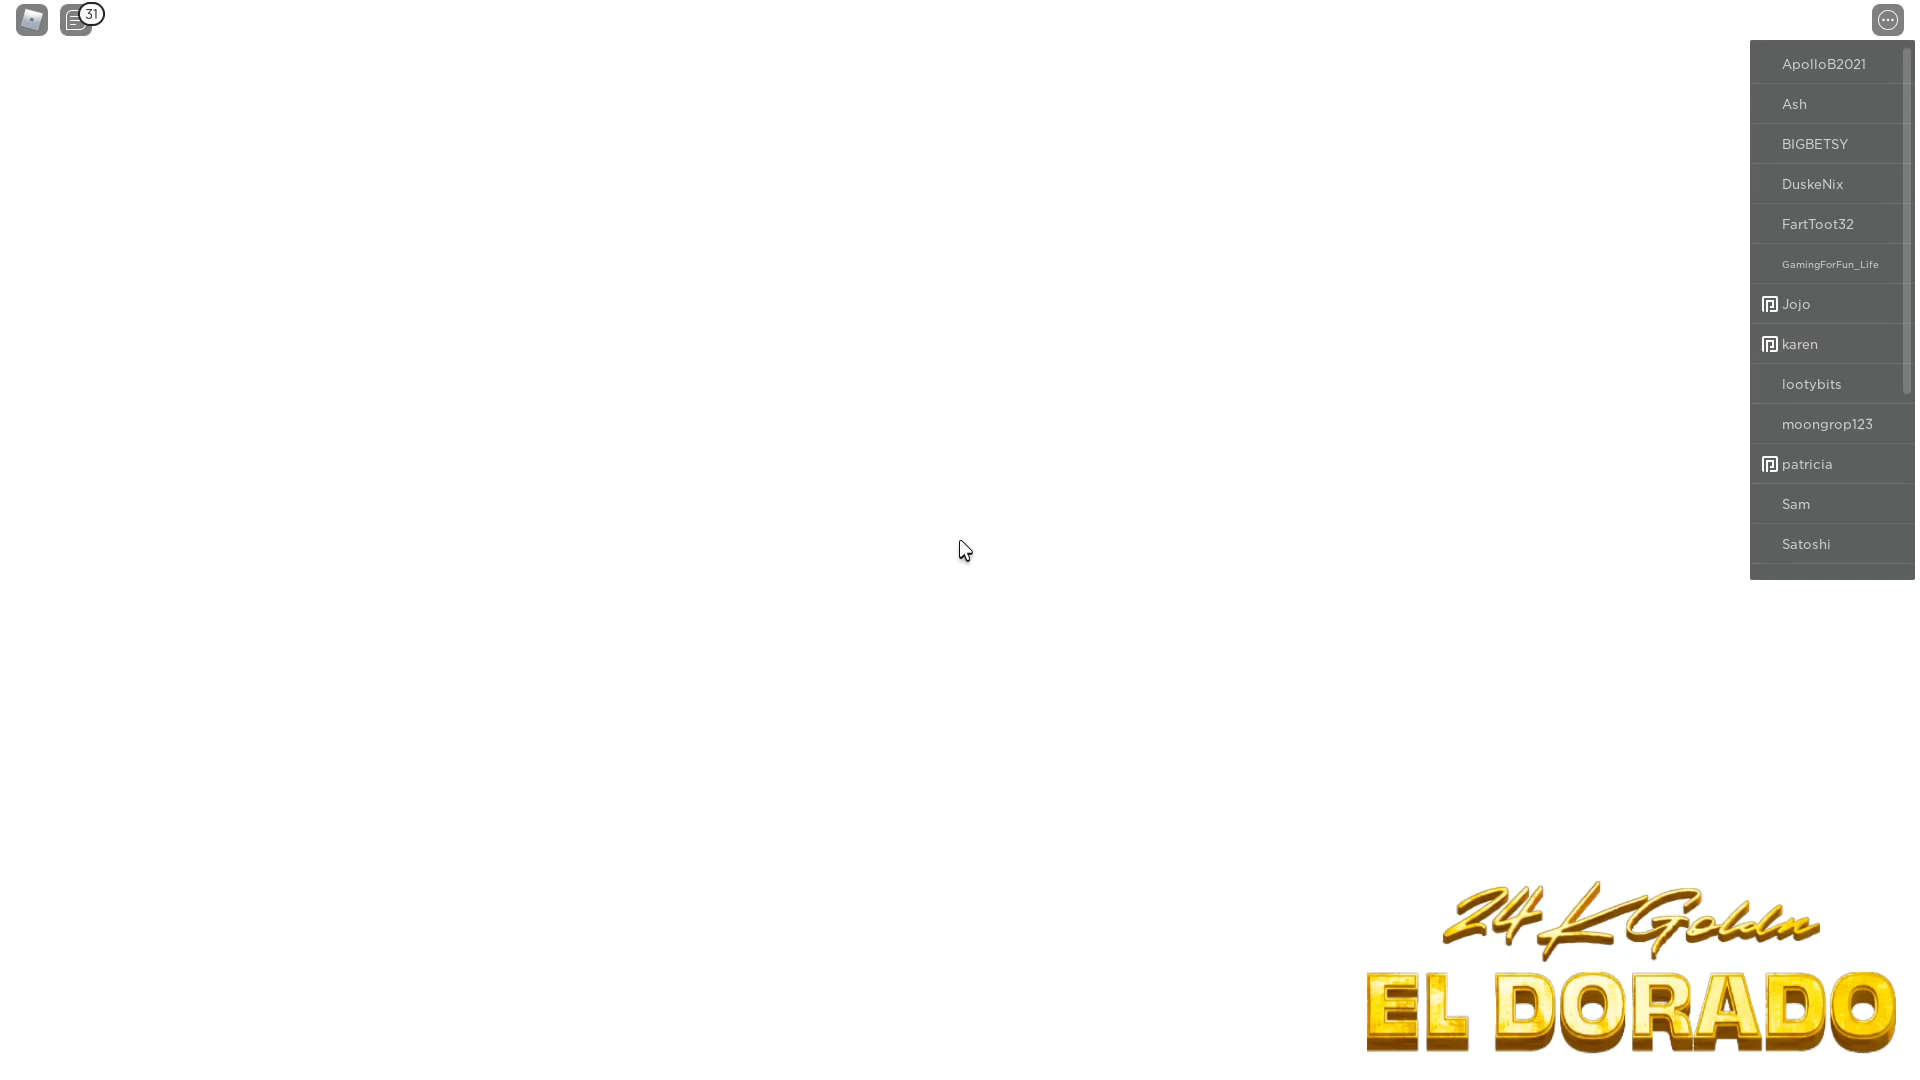 31
ApolloB2021
Ash
BIGBETSY
DuskeNix
FartToot32
GamingForFun_Life
Jojo
karen
lootybits
moongrop123
patricia
Sam
Satoshi
24KGoldn
EL DORADO